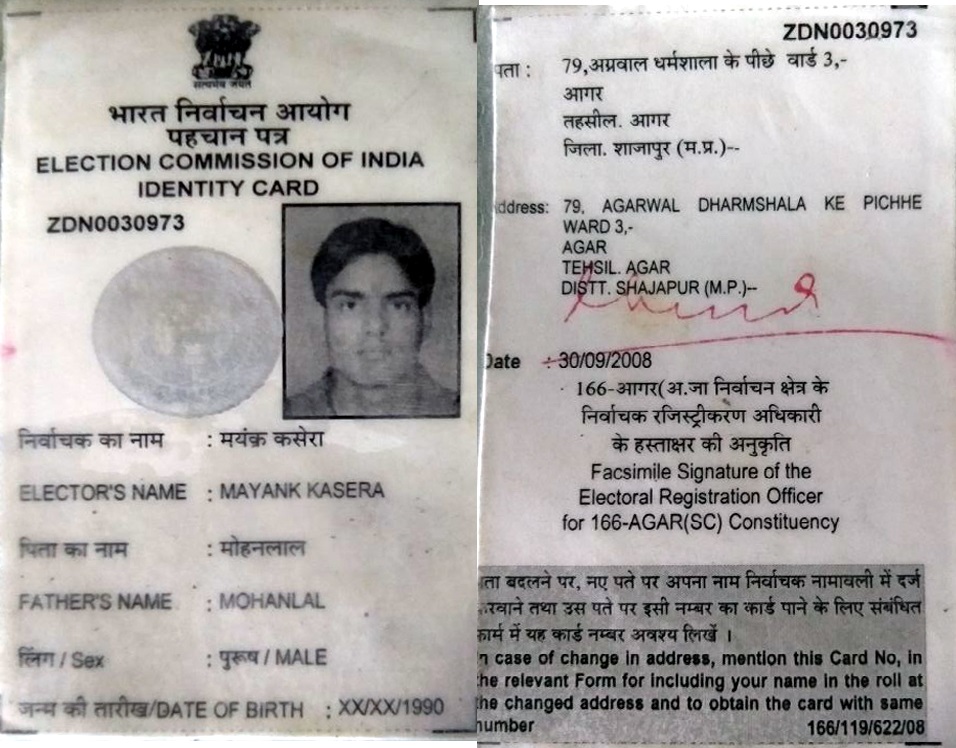 सत्यमेव जयते
भारत निर्वाचन आयोग
पहचान पत्र
ELECTION COMMISSION OF INDIA
IDENTITY CARD
ZDN0030973
निर्वाचक का नाम : मयंक्र कसेरा
ELECTOR'S NAME : MAYANK KASERA
पिता का नाम : मोहनलाल
FATHER'S NAME : MOHANLAL
लिंग / Sex : पुरूष / MALE
जन्म की तारीख/DATE OF BIRTH : XX/XX/1990
ZDN0030973
पता : 79,अग्रवाल धर्मशाला के पीछे वार्ड 3,-
आगर
तहसील. आगर
जिला. शाजापुर (म.प्र.)--
ddress: 79, AGARWAL DHARMSHALA KE PICHHE
WARD 3,-
AGAR
TEHSIL. AGAR
DISTT. SHAJAPUR (M.P.)--
Date : 30/09/2008
166-आगर(अ.जा निर्वाचन क्षेत्र के
निर्वाचक रजिस्ट्रीकरण अधिकारी
के हस्ताक्षर की अनुकृति
Facsimile Signature of the
Electoral Registration Officer
for 166-AGAR(SC) Constituency
ता बदलने पर, नए पते पर अपना नाम निर्वाचक नामावली में दर्ज
रवाने तथा उस पते पर इसी नम्बर का कार्ड पाने के लिए संबंधित
फार्म में यह कार्ड नम्बर अवश्य लिखें ।
n case of change in address, mention this Card No, in
he relevant Form for including your name in the roll at
he changed address and to obtain the card with same
number 166/119/622/08